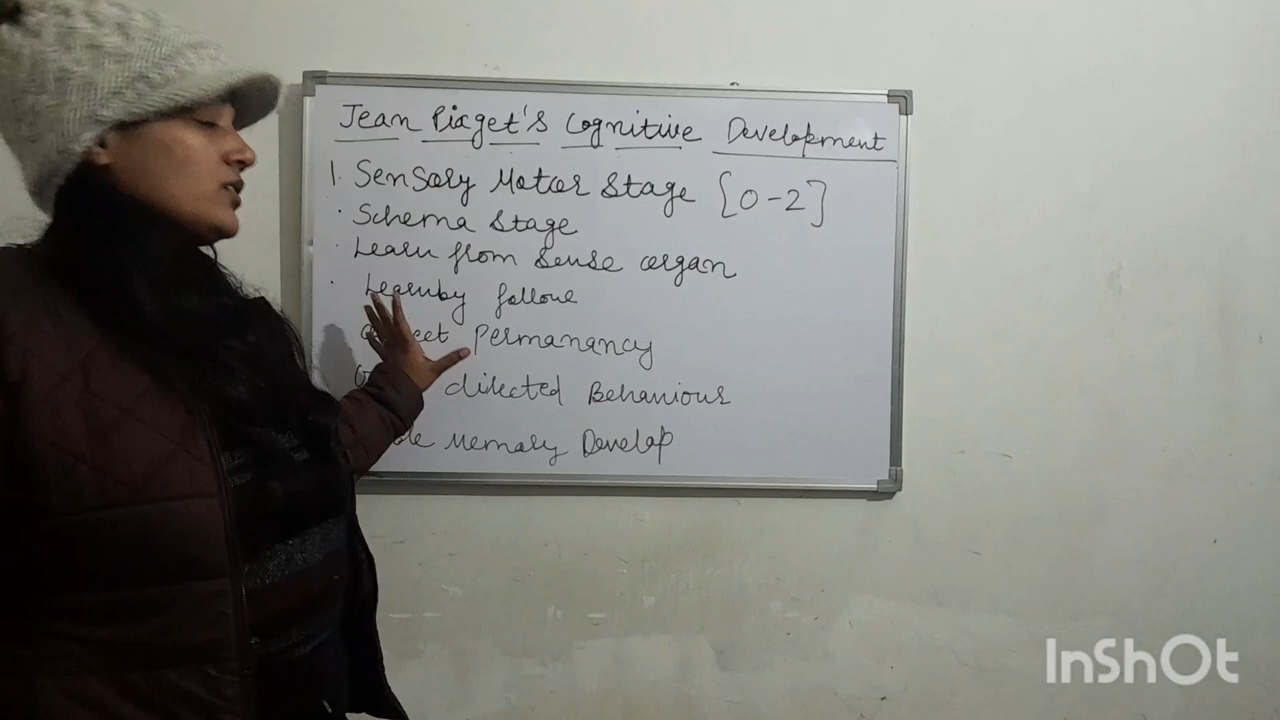 Jean Piaget's Cognitive Development
1. Sensory Motor Stage [0-2]
· Schema Stage
· Learn from sense organ
· Learn by follow
Permanancy
directed Behaviour
Memory Develop
InShOt